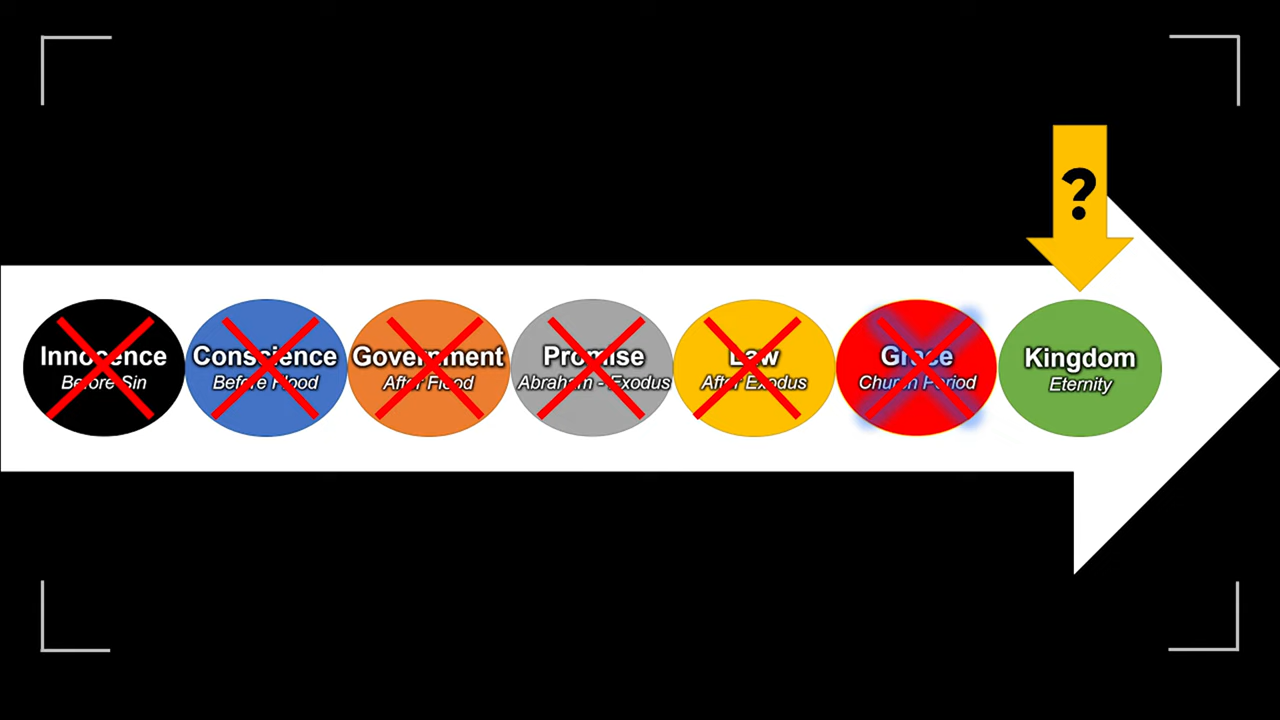 ?
Innocence
Before Sin
Conscience
Before Flood
Government
After Flood
Promise
Abraham - Exodus
Law
After Exodus
Grace
Church Period
Kingdom
Eternity